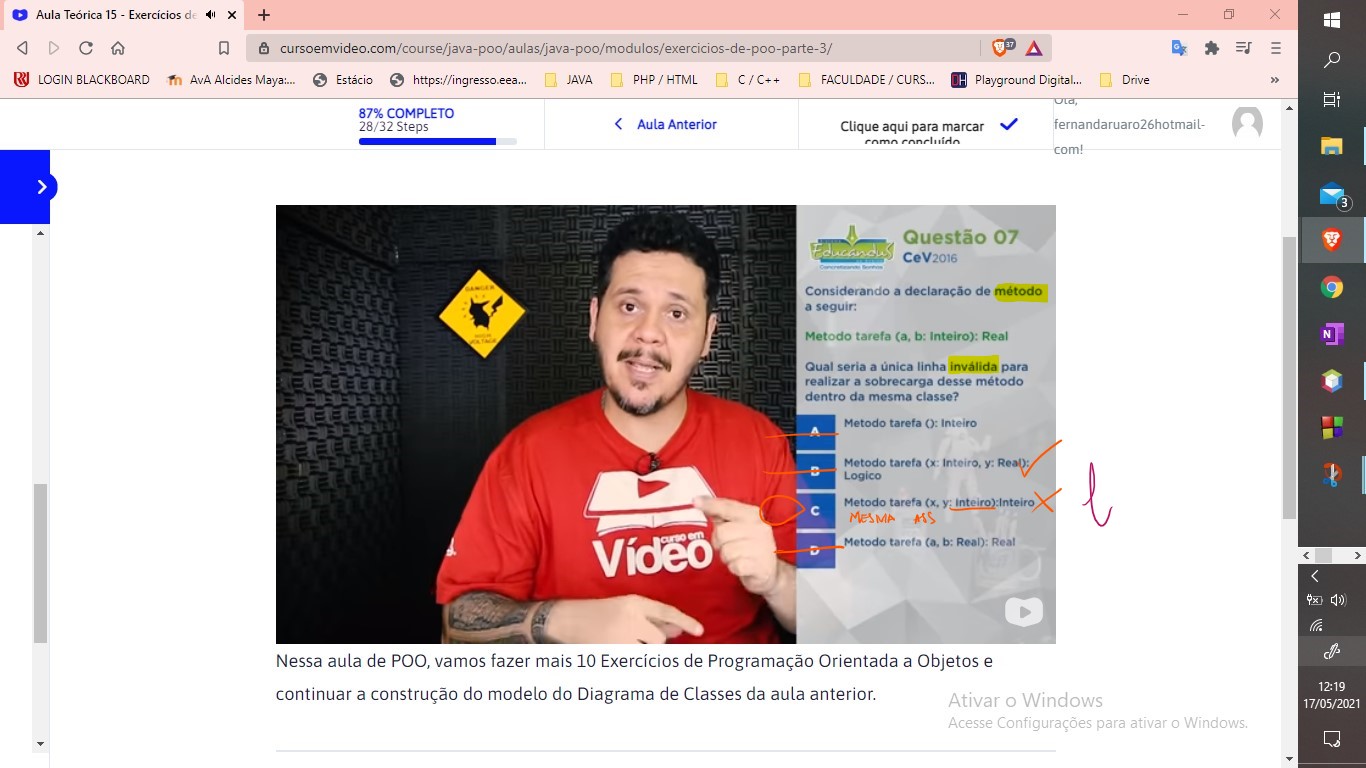 Aula Teórica 15 - Exercícios de
cursoemvideo.com/course/java-poo/aulas/java-poo/modulos/exercicios-de-poo-parte-3/
37
LOGIN BLACKBOARD
AvA Alcides Maya:...
Estácio
https://ingresso.eea...
JAVA
PHP / HTML
C / C++
FACULDADE / CURS...
Playground Digital...
Drive
»
87% COMPLETO
28/32 Steps
Aula Anterior
Clique aqui para marcar
como concluído
Olá,
fernandaruaro26hotmail-
com!
DANGER
VOLTAGE
curso em
Vídeo
Educandus
Concretizando Sonhos
Questão 07
CeV2016
Considerando a declaração de método
a seguir:
Metodo tarefa (a, b: Inteiro): Real
Qual seria a única linha inválida para
realizar a sobrecarga desse método
dentro da mesma classe?
A Metodo tarefa (): Inteiro
B Metodo tarefa (x: Inteiro, y: Real):
Logico
C Metodo tarefa (x, y: Inteiro):Inteiro
MESMA ASS
D Metodo tarefa (a, b: Real): Real
Nessa aula de POO, vamos fazer mais 10 Exercícios de Programação Orientada a Objetos e
continuar a construção do modelo do Diagrama de Classes da aula anterior.
Ativar o Windows
Acesse Configurações para ativar o Windows.
3
N
12:19
17/05/2021